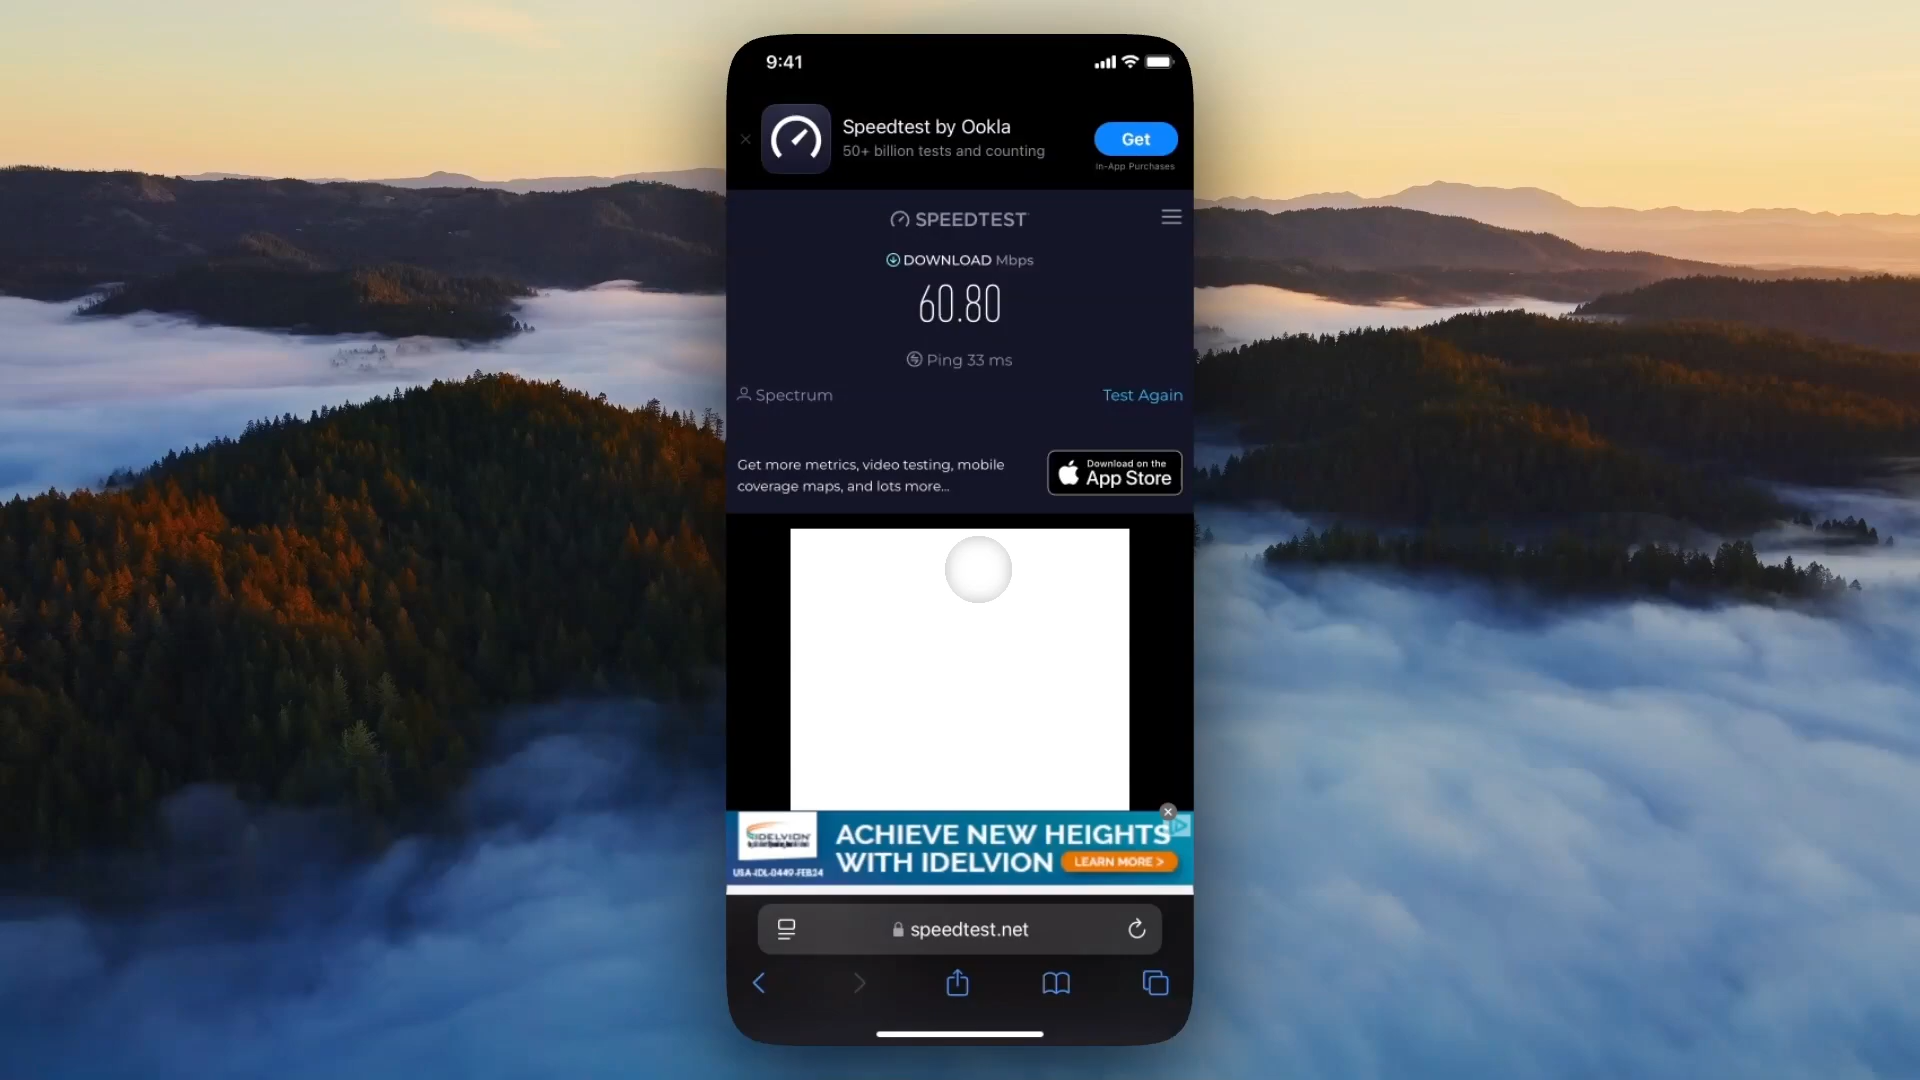 9:41
Speedtest by Ookla
50+ billion tests and counting
Get
In-App Purchases
SPEEDTEST
DOWNLOAD Mbps
60.80
Ping 33 ms
Spectrum
Test Again
Get more metrics, video testing, mobile
coverage maps, and lots more...
Download on the
App Store
IDELVION
ACHIEVE NEW HEIGHTS
WITH IDELVION
LEARN MORE >
USA-IDL-0449-FEB24
speedtest.net